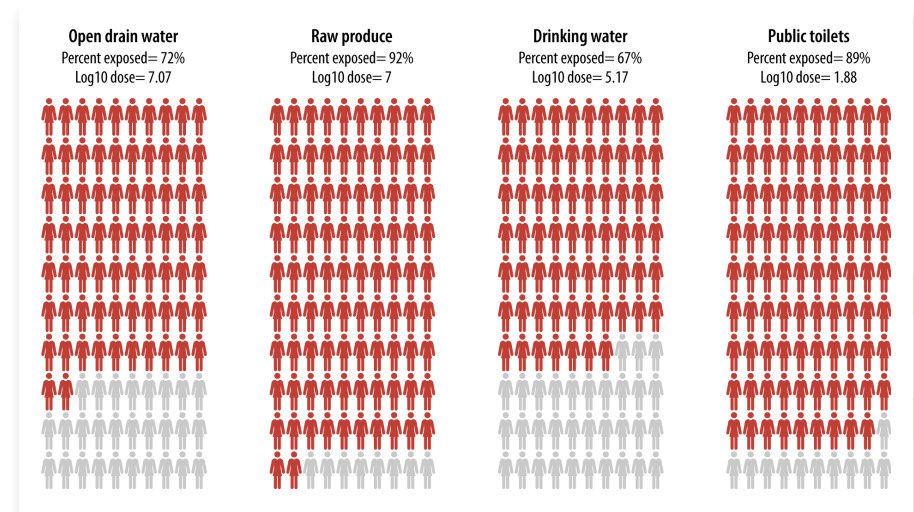 Open drain water
Percent exposed= 72%
Log10 dose= 7.07
Raw produce
Percent exposed= 92%
Log10 dose= 7
Drinking water
Percent exposed= 67%
Log10 dose= 5.17
Public toilets
Percent exposed= 89%
Log10 dose= 1.88